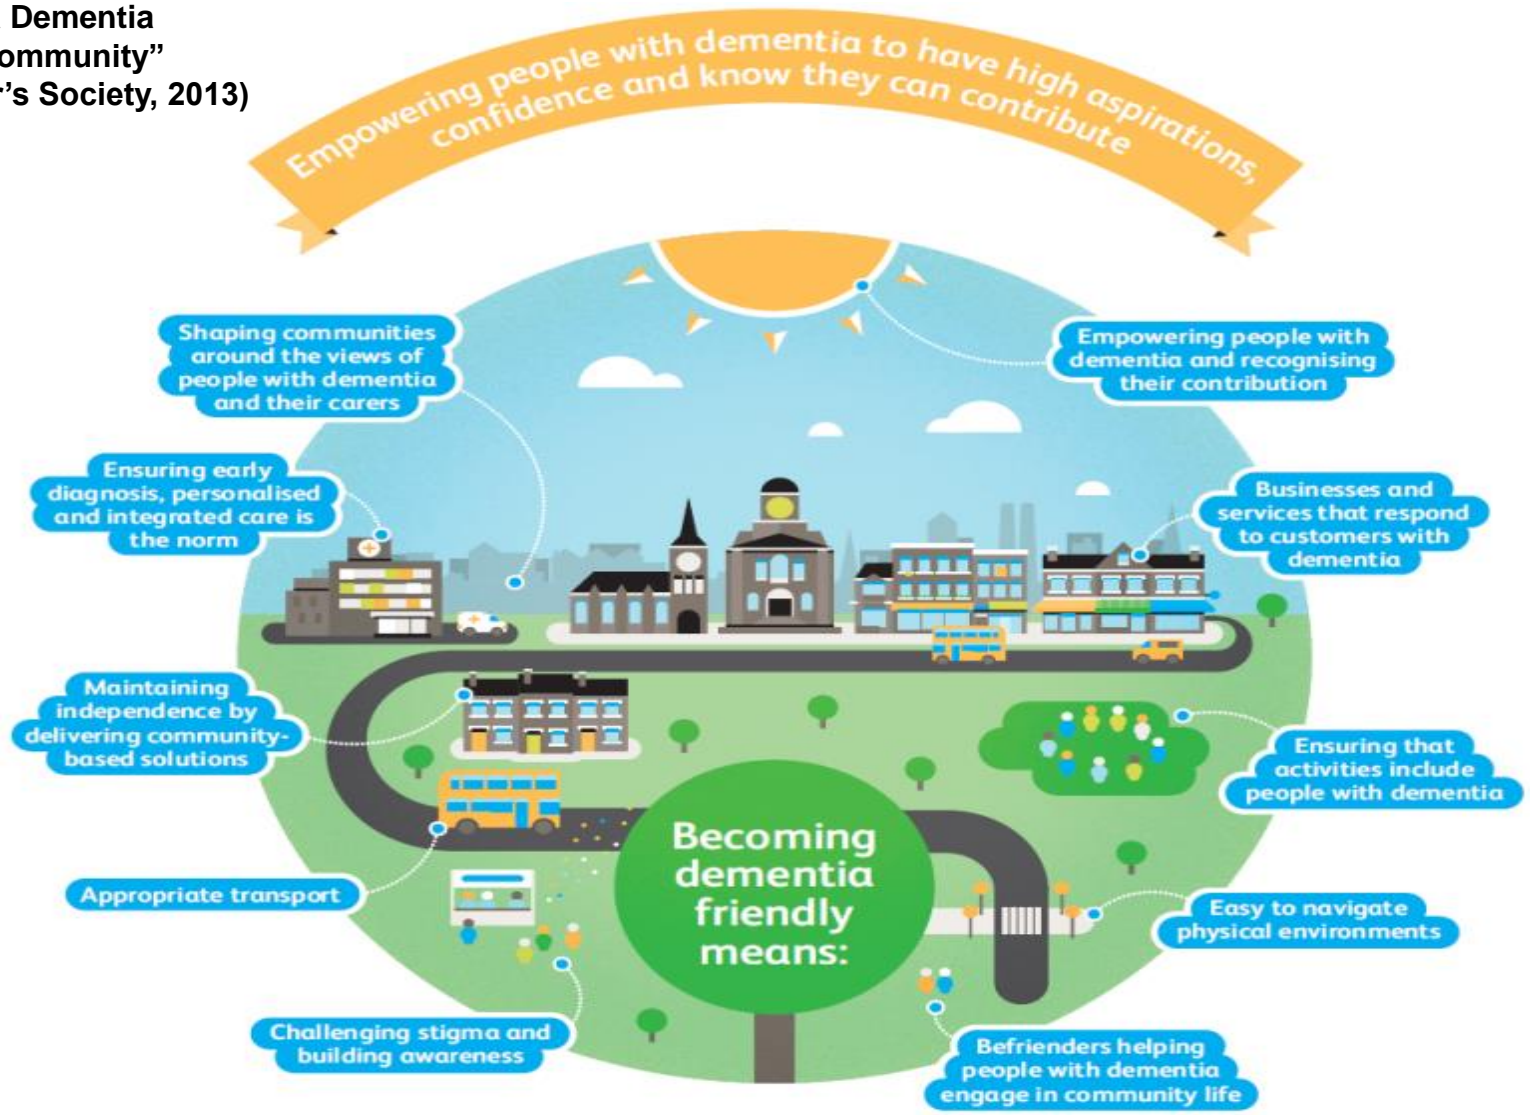 Dementia
ommunity”
r’s Society, 2013)
Empowering people with dementia to have high aspirations,
confidence and know they can contribute
Shaping communities
around the views of
people with dementia
and their carers
Empowering people with
dementia and recognising
their contribution
Ensuring early
diagnosis, personalised
and integrated care is
the norm
Businesses and
services that respond
to customers with
dementia
Maintaining
independence by
delivering community-
based solutions
Ensuring that
activities include
people with dementia
Becoming
dementia
friendly
means:
Appropriate transport
Easy to navigate
physical environments
Challenging stigma and
building awareness
Befrienders helping
people with dementia
engage in community life